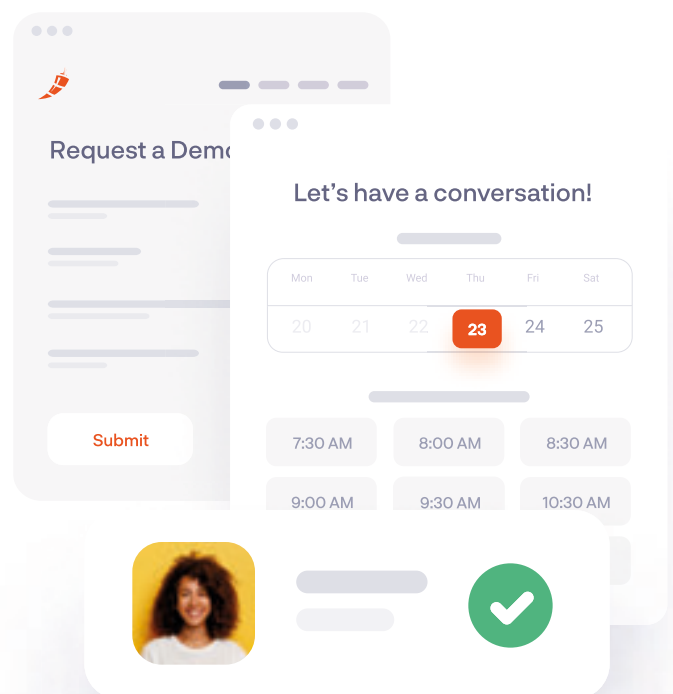 Request a Demo
Let's have a conversation!
Mon Tue Wed Thu Fri Sat
20 21 22 23 24 25
7:30 AM 8:00 AM 8:30 AM
9:00 AM 9:30 AM 10:30 AM
Submit